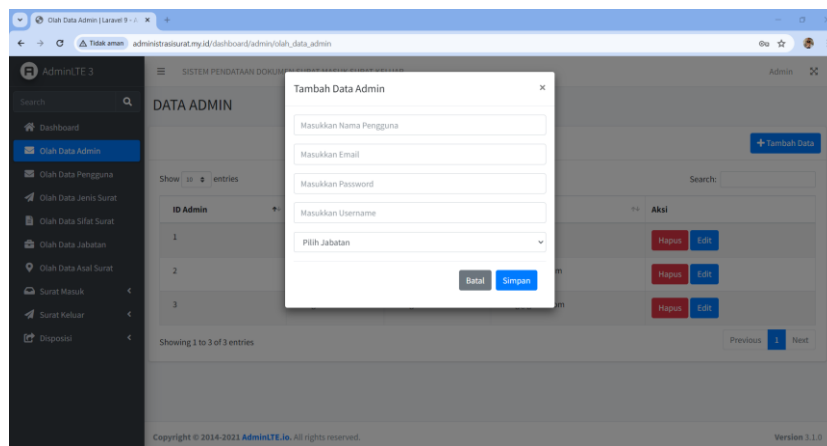 Olah Data Admin | Laravel 9 - A
Tidak aman administrasisurat.my.id/dashboard/admin/olah_data_admin
AdminLTE 3
SISTEM PENDATAAN DOKUMEN SURAT MASUK SURAT KELUAR
Admin
Search
Dashboard
Olah Data Admin
Olah Data Pengguna
Olah Data Jenis Surat
Olah Data Sifat Surat
Olah Data Jabatan
Olah Data Asal Surat
Surat Masuk
Surat Keluar
Disposisi
DATA ADMIN
Tambah Data
Show 10 entries
Search:
ID Admin
Aksi
1
Hapus Edit
2
m
Hapus Edit
3
om
Hapus Edit
Showing 1 to 3 of 3 entries
Previous 1 Next
Tambah Data Admin
×
Masukkan Nama Pengguna
Masukkan Email
Masukkan Password
Masukkan Username
Pilih Jabatan
Batal Simpan
Copyright © 2014-2021 AdminLTE.io. All rights reserved.
Version 3.1.0